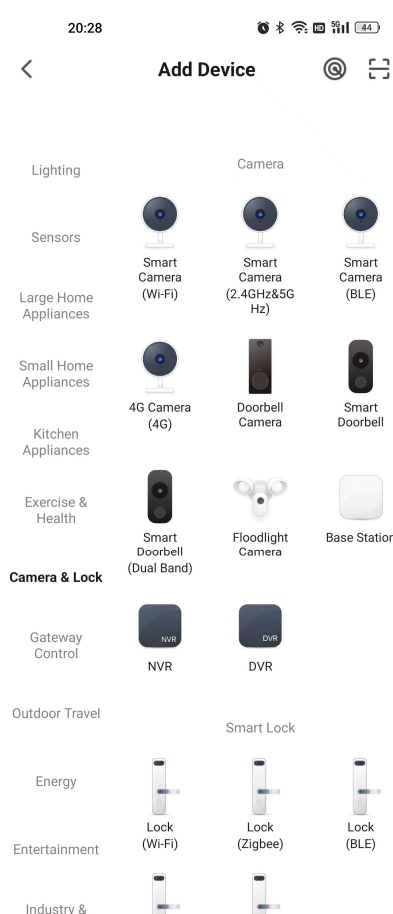 20:28
HD 5G 44
Add Device
Lighting
Sensors
Large Home
Appliances
Small Home
Appliances
Kitchen
Appliances
Exercise &
Health
Camera & Lock
Gateway
Control
Outdoor Travel
Energy
Entertainment
Industry &
Camera
Smart
Camera
(Wi-Fi)
Smart
Camera
(2.4GHz&5G
Hz)
Smart
Camera
(BLE)
4G Camera
(4G)
Doorbell
Camera
Smart
Doorbell
Smart
Doorbell
(Dual Band)
Floodlight
Camera
Base Station
NVR
NVR
DVR
DVR
Smart Lock
Lock
(Wi-Fi)
Lock
(Zigbee)
Lock
(BLE)